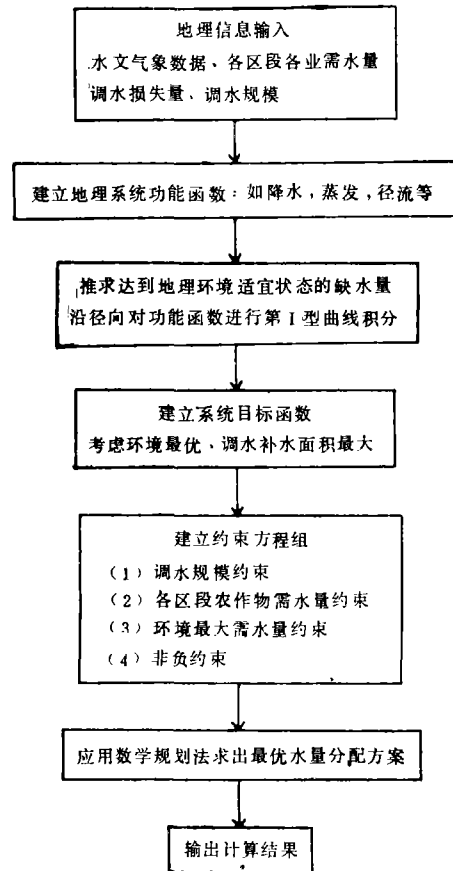 地理信息输入
水文气象数据、各区段各业需水量
调水损失量、调水规模
建立地理系统功能函数：如降水，蒸发，径流等
推求达到地理环境适宜状态的缺水量
沿径向对功能函数进行第Ⅰ型曲线积分
建立系统目标函数
考虑环境最优、调水补水面积最大
建立约束方程组
（1）调水规模约束
（2）各区段农作物需水量约束
（3）环境最大需水量约束
（4）非负约束
应用数学规划法求出最优水量分配方案
输出计算结果